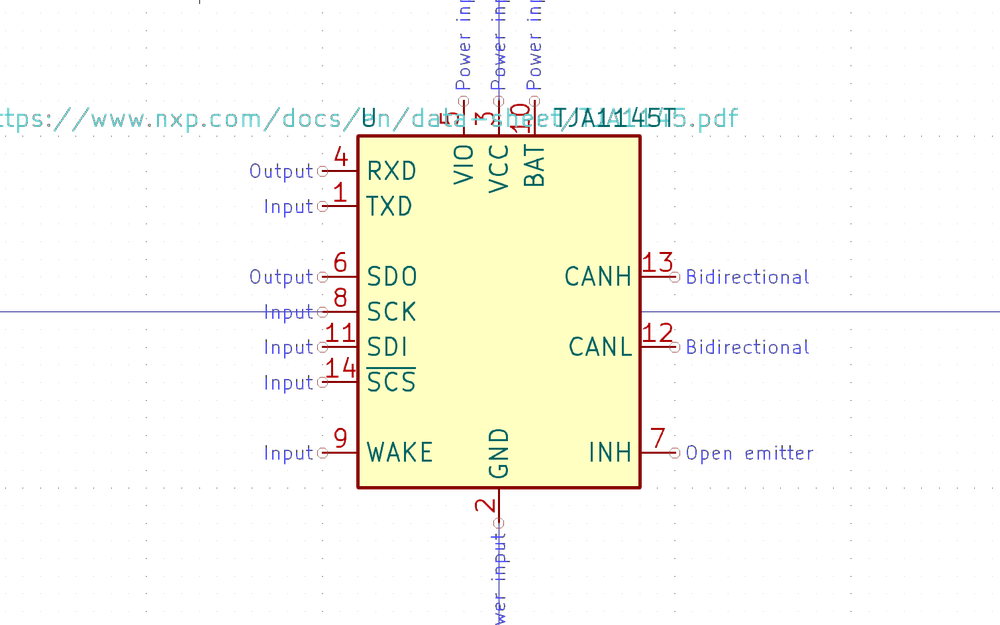 Power inp
Power inp
Power inp
5
3
10
ttps://www.nxp.com/docs/en/data-sheet/TJA1145.pdf
U
TJA1145T
VIO
VCC
BAT
Output 4 RXD
Input 1 TXD
Output 6 SDO
CANH 13 Bidirectional
Input 8 SCK
Input 11 SDI
CANL 12 Bidirectional
Input 14 SCS
Input 9 WAKE
INH 7 Open emitter
GND
2
wer input